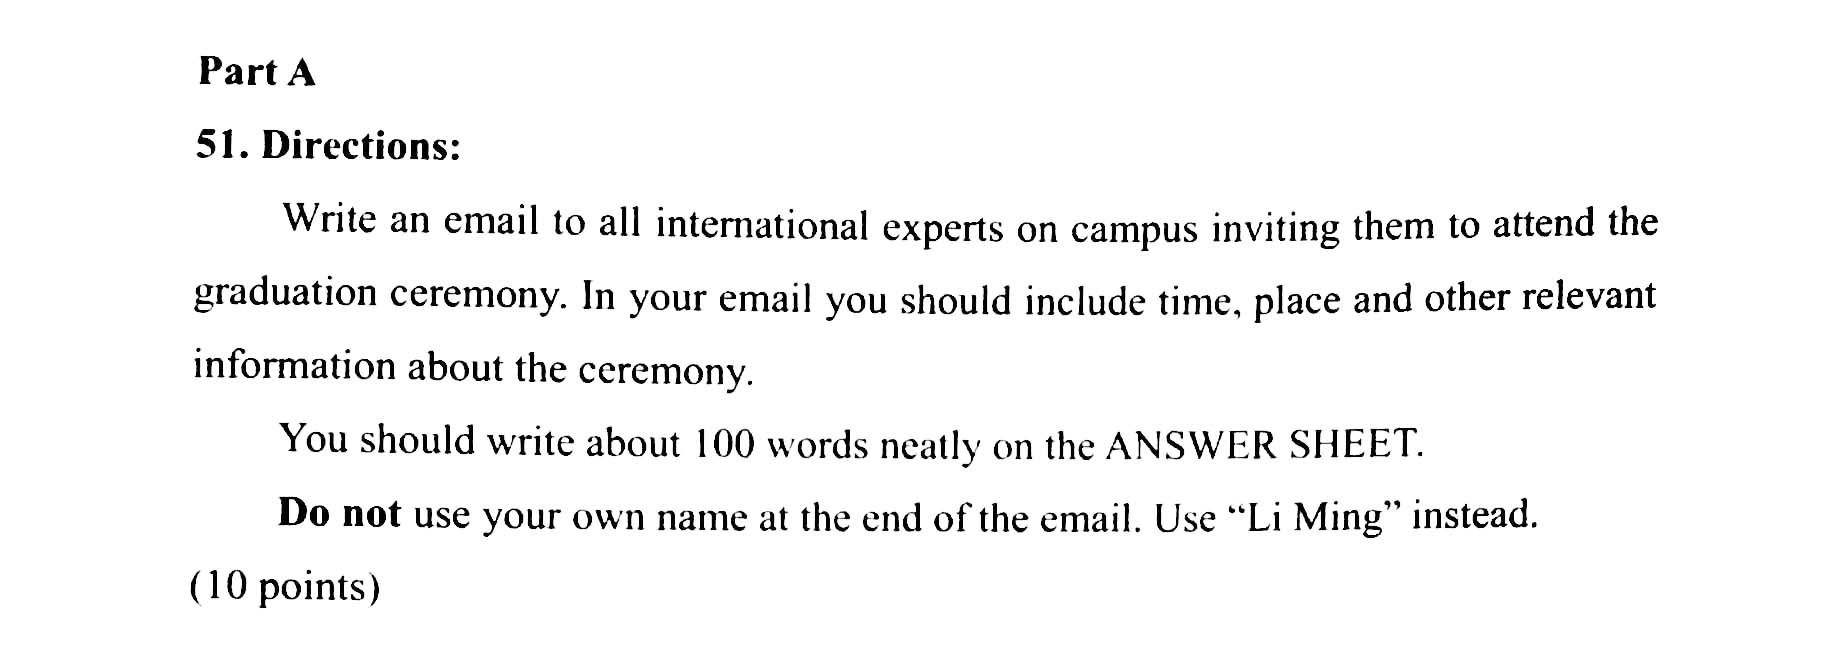 Part A
51. Directions:
Write an email to all international experts on campus inviting them to attend the
graduation ceremony. In your email you should include time, place and other relevant
information about the ceremony.
You should write about 100 words neatly on the ANSWER SHEET.
Do not use your own name at the end of the email. Use “Li Ming” instead.
(10 points)